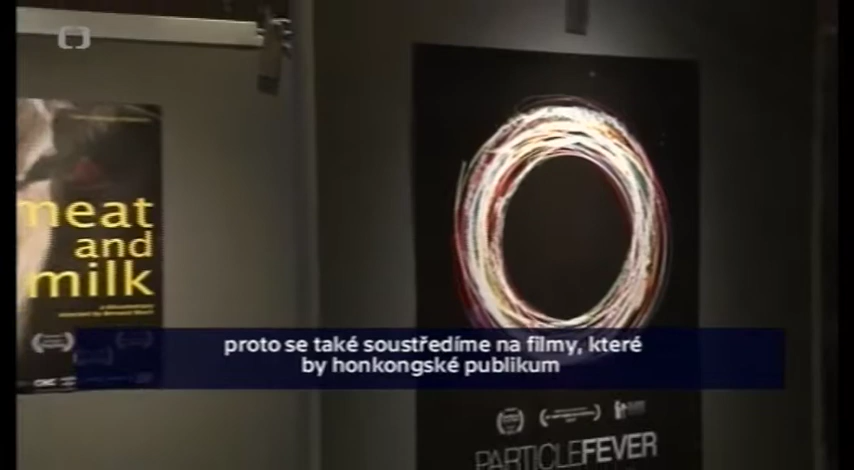 meat
and
milk
proto se také soustředíme na filmy, které
by honkongské publikum
PARTICLEFEVER